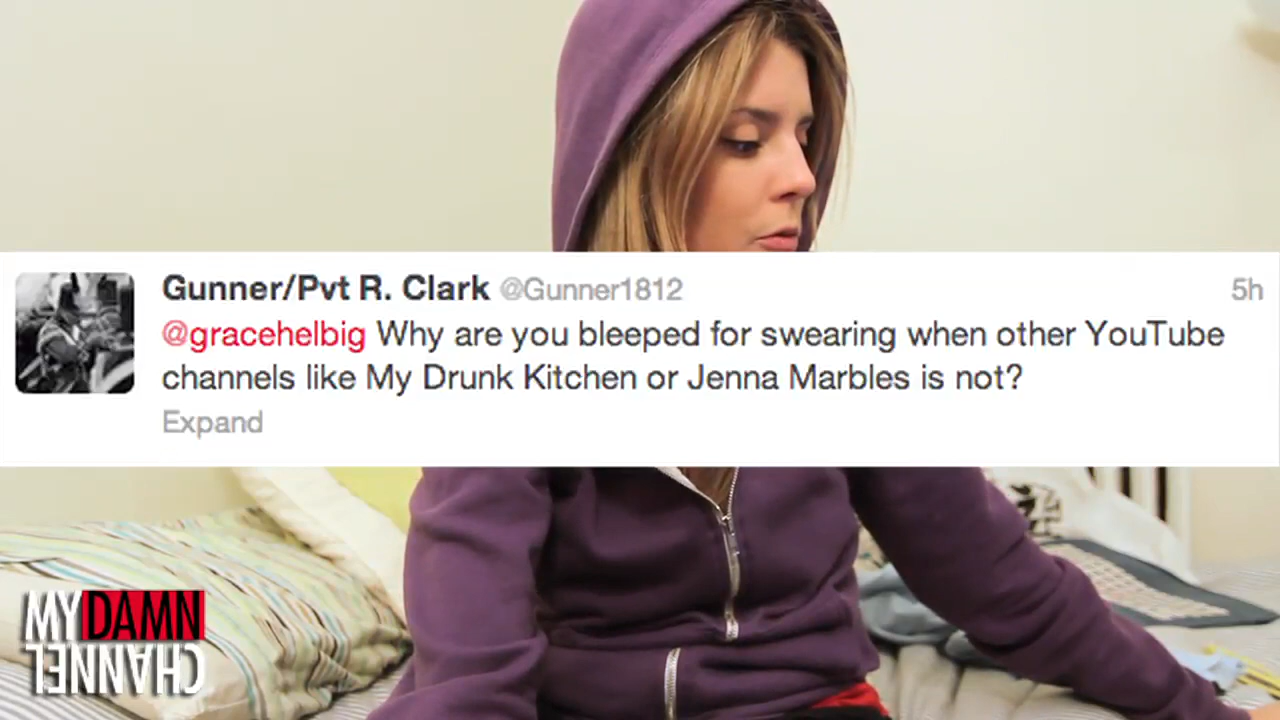 Gunner/Pvt R. Clark @Gunner1812 5h
@gracehelbig Why are you bleeped for swearing when other YouTube
channels like My Drunk Kitchen or Jenna Marbles is not?
Expand
MY DAMN
CHANNEL